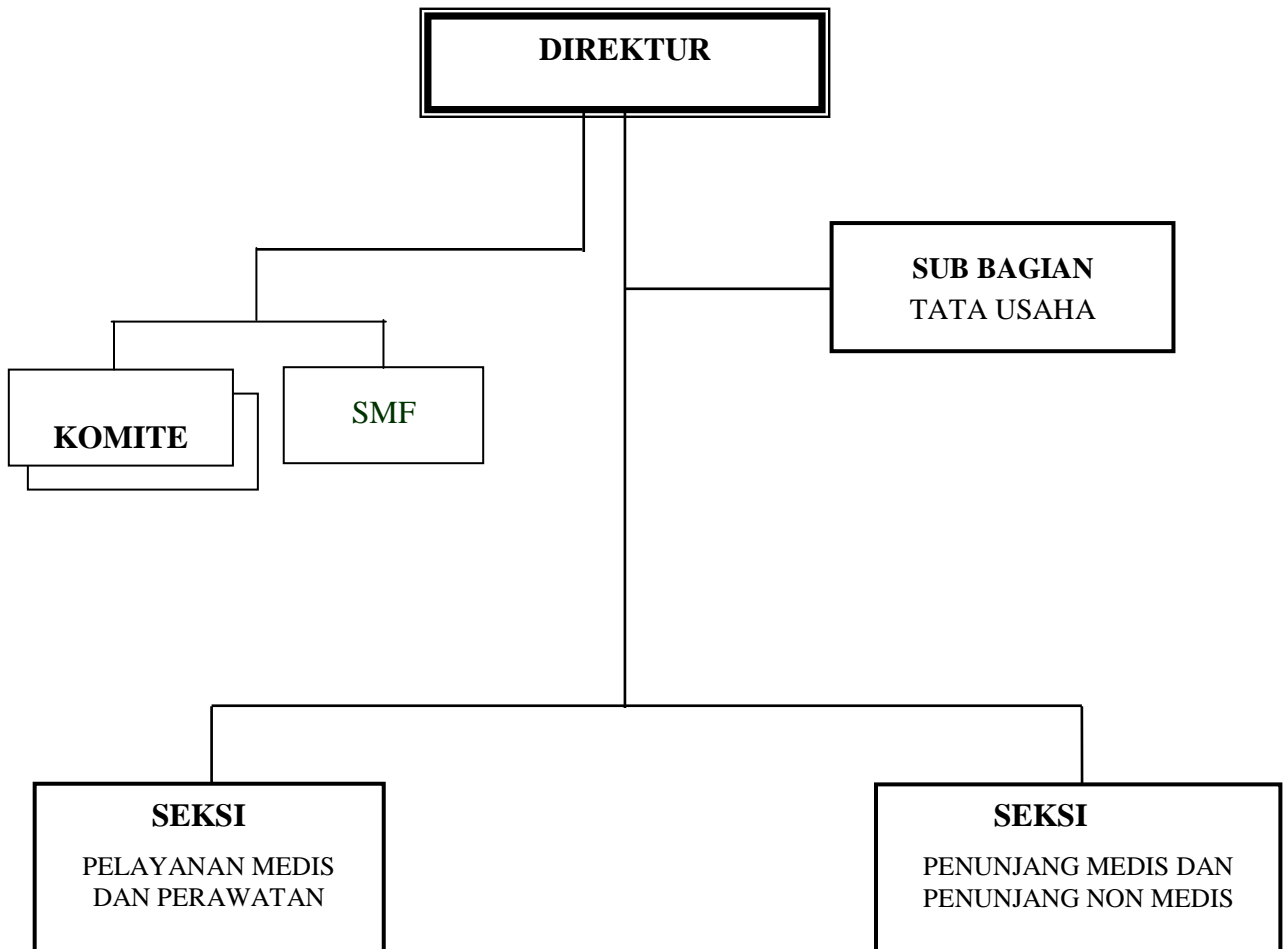 DIREKTUR
SUB BAGIAN
TATA USAHA
KOMITE
SMF
SEKSI
PELAYANAN MEDIS
DAN PERAWATAN
SEKSI
PENUNJANG MEDIS DAN
PENUNJANG NON MEDIS